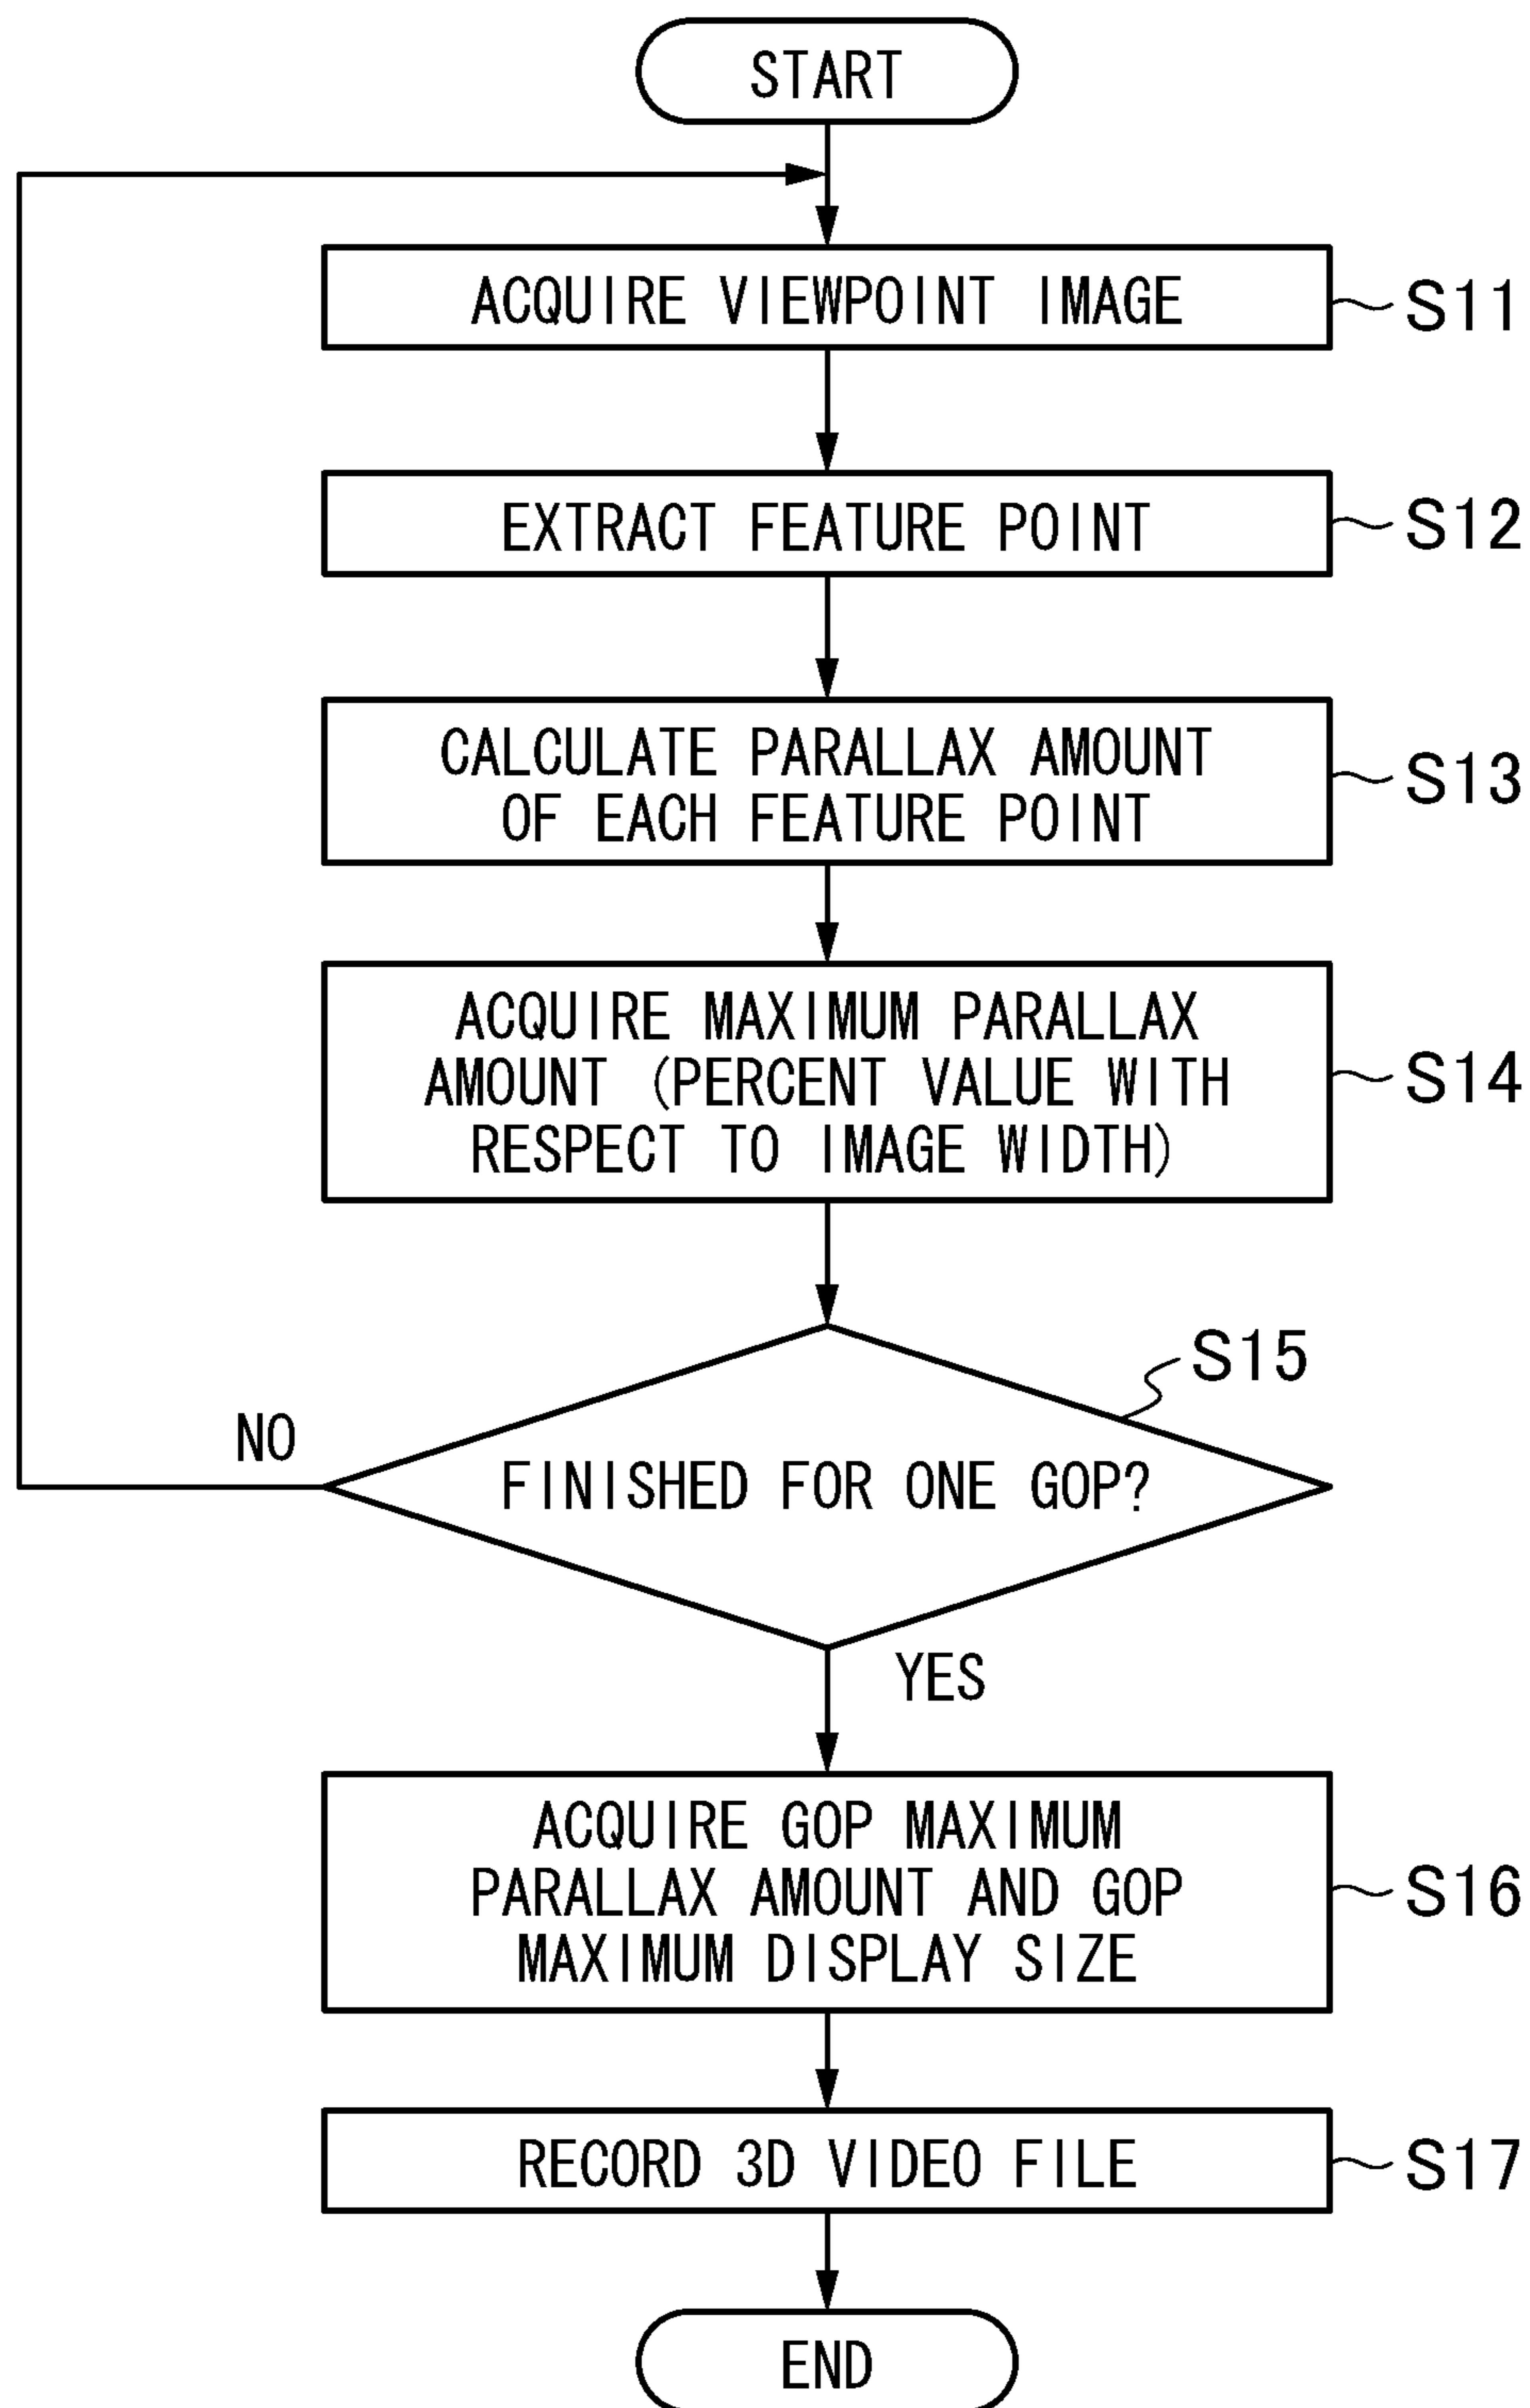 START
ACQUIRE VIEWPOINT IMAGE
S11
EXTRACT FEATURE POINT
S12
CALCULATE PARALLAX AMOUNT
OF EACH FEATURE POINT
S13
ACQUIRE MAXIMUM PARALLAX
AMOUNT (PERCENT VALUE WITH
RESPECT TO IMAGE WIDTH)
S14
S15
NO
FINISHED FOR ONE GOP?
YES
ACQUIRE GOP MAXIMUM
PARALLAX AMOUNT AND GOP
MAXIMUM DISPLAY SIZE
S16
RECORD 3D VIDEO FILE
S17
END